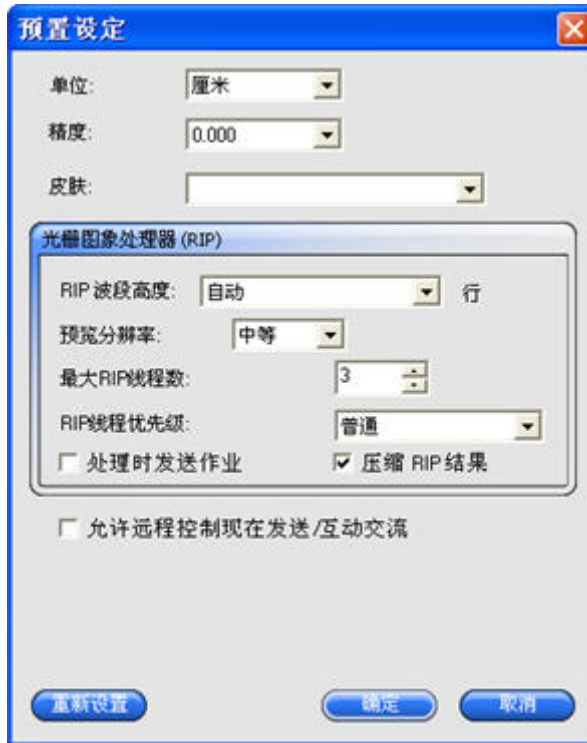 预置设定
单位: 厘米
精度: 0.000
皮肤:
光栅图象处理器 (RIP)
RIP 波段高度: 自动 行
预览分辨率: 中等
最大RIP线程数: 3
RIP线程优先级: 普通
处理时发送作业 压缩 RIP 结果
允许远程控制现在发送/互动交流
重新设置 确定 取消